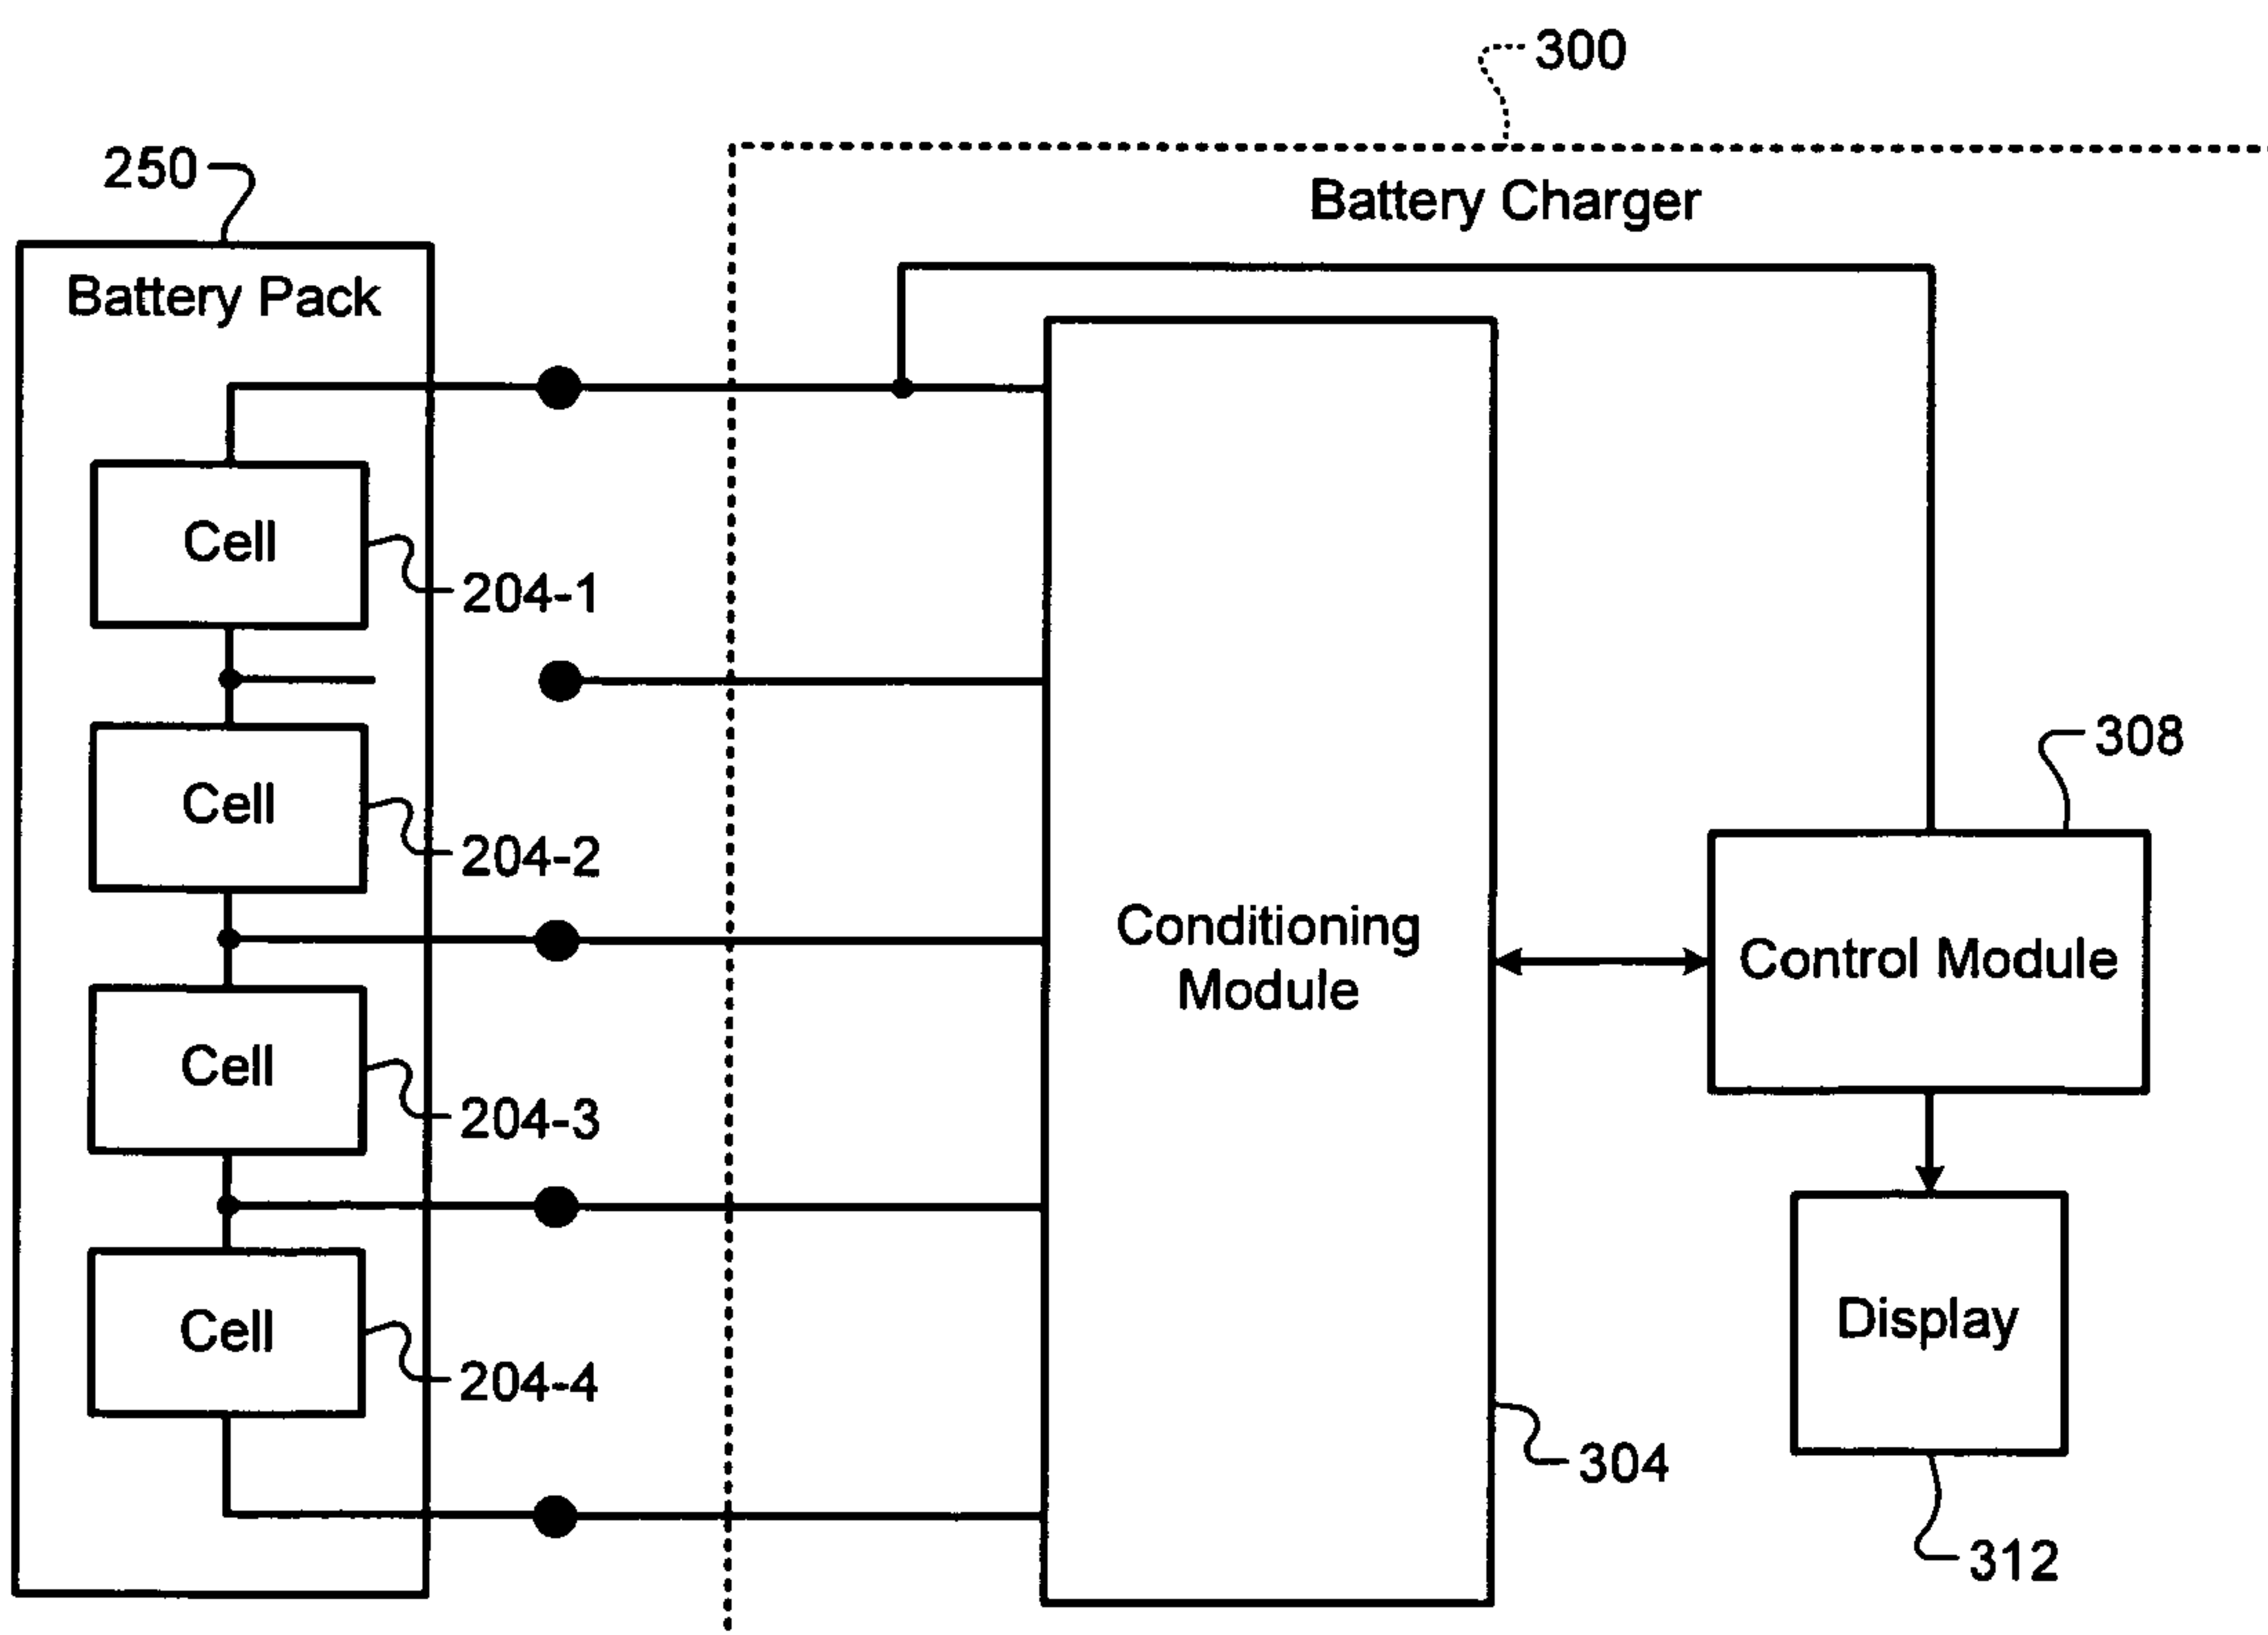 300
250
Battery Charger
Battery Pack
Cell
204-1
Cell
308
204-2
Conditioning
Module
Control Module
Cell
204-3
Display
Cell
204-4
304
312